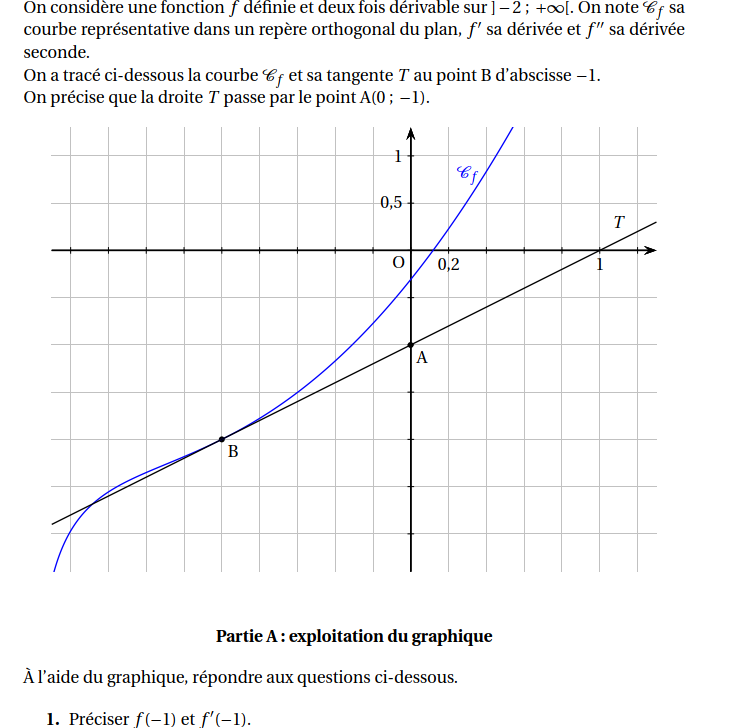 On considère une fonction f définie et deux fois dérivable sur ]−2 ; +∞[. On note 𝒞f sa
courbe représentative dans un repère orthogonal du plan, f′ sa dérivée et f″ sa dérivée
seconde.
On a tracé ci-dessous la courbe 𝒞f et sa tangente T au point B d'abscisse −1.
On précise que la droite T passe par le point A(0 ; −1).
1
𝒞f
0,5
T
O
0,2
1
A
B
Partie A : exploitation du graphique
À l'aide du graphique, répondre aux questions ci-dessous.
1. Préciser f(−1) et f′(−1).